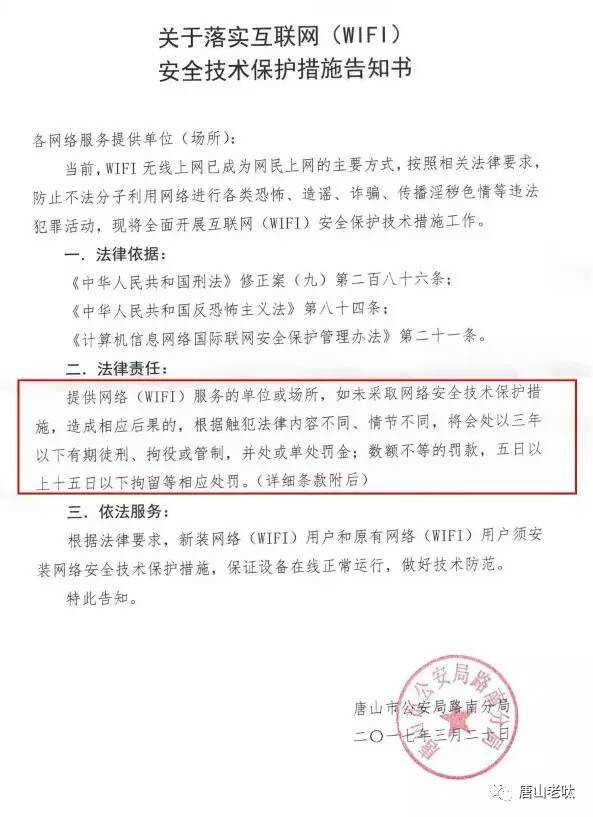 关于落实互联网（WIFI）
安全技术保护措施告知书
各网络服务提供单位（场所）：
当前，WIFI 无线上网已成为网民上网的主要方式，按照相关法律要求，
防止不法分子利用网络进行各类恐怖、造谣、诈骗、传播淫秽色情等违法
犯罪活动，现将全面开展互联网（WIFI）安全保护技术措施工作。
一．法律依据：
《中华人民共和国刑法》修正案（九）第二百八十六条；
《中华人民共和国反恐怖主义法》第八十四条；
《计算机信息网络国际联网安全保护管理办法》第二十一条。
二．法律责任：
提供网络（WIFI）服务的单位或场所，如未采取网络安全技术保护措
施，造成相应后果的，根据触犯法律内容不同、情节不同，将会处以三年
以下有期徒刑、拘役或管制，并处或单处罚金；数额不等的罚款，五日以
上十五日以下拘留等相应处罚。（详细条款附后）
三．依法服务：
根据法律要求，新装网络（WIFI）用户和原有网络（WIFI）用户须安
装网络安全技术保护措施，保证设备在线正常运行，做好技术防范。
特此告知。
唐山市公安局路南分局
二〇一七年三月二十日
唐山市公安局路南分局
唐山老呔